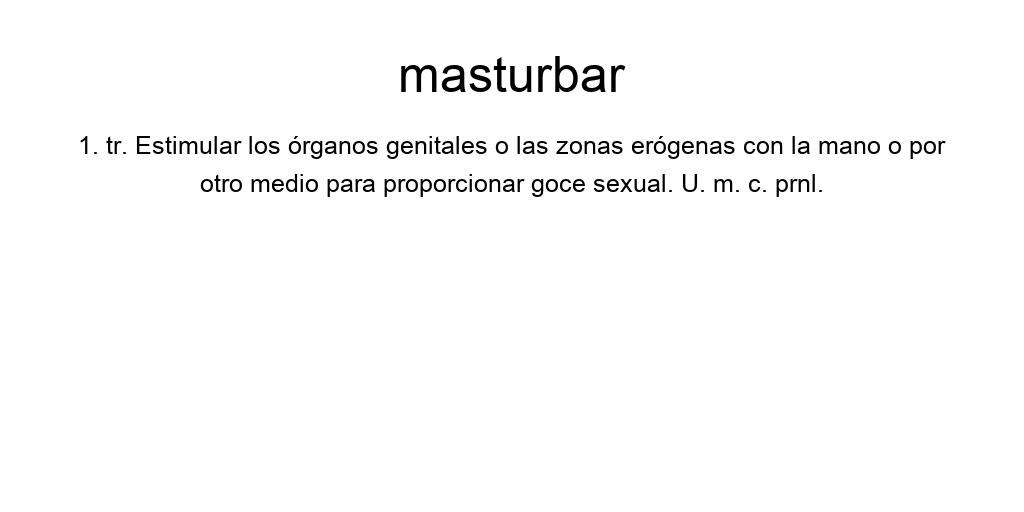 masturbar
1. tr. Estimular los órganos genitales o las zonas erógenas con la mano o por
otro medio para proporcionar goce sexual. U. m. c. prnl.